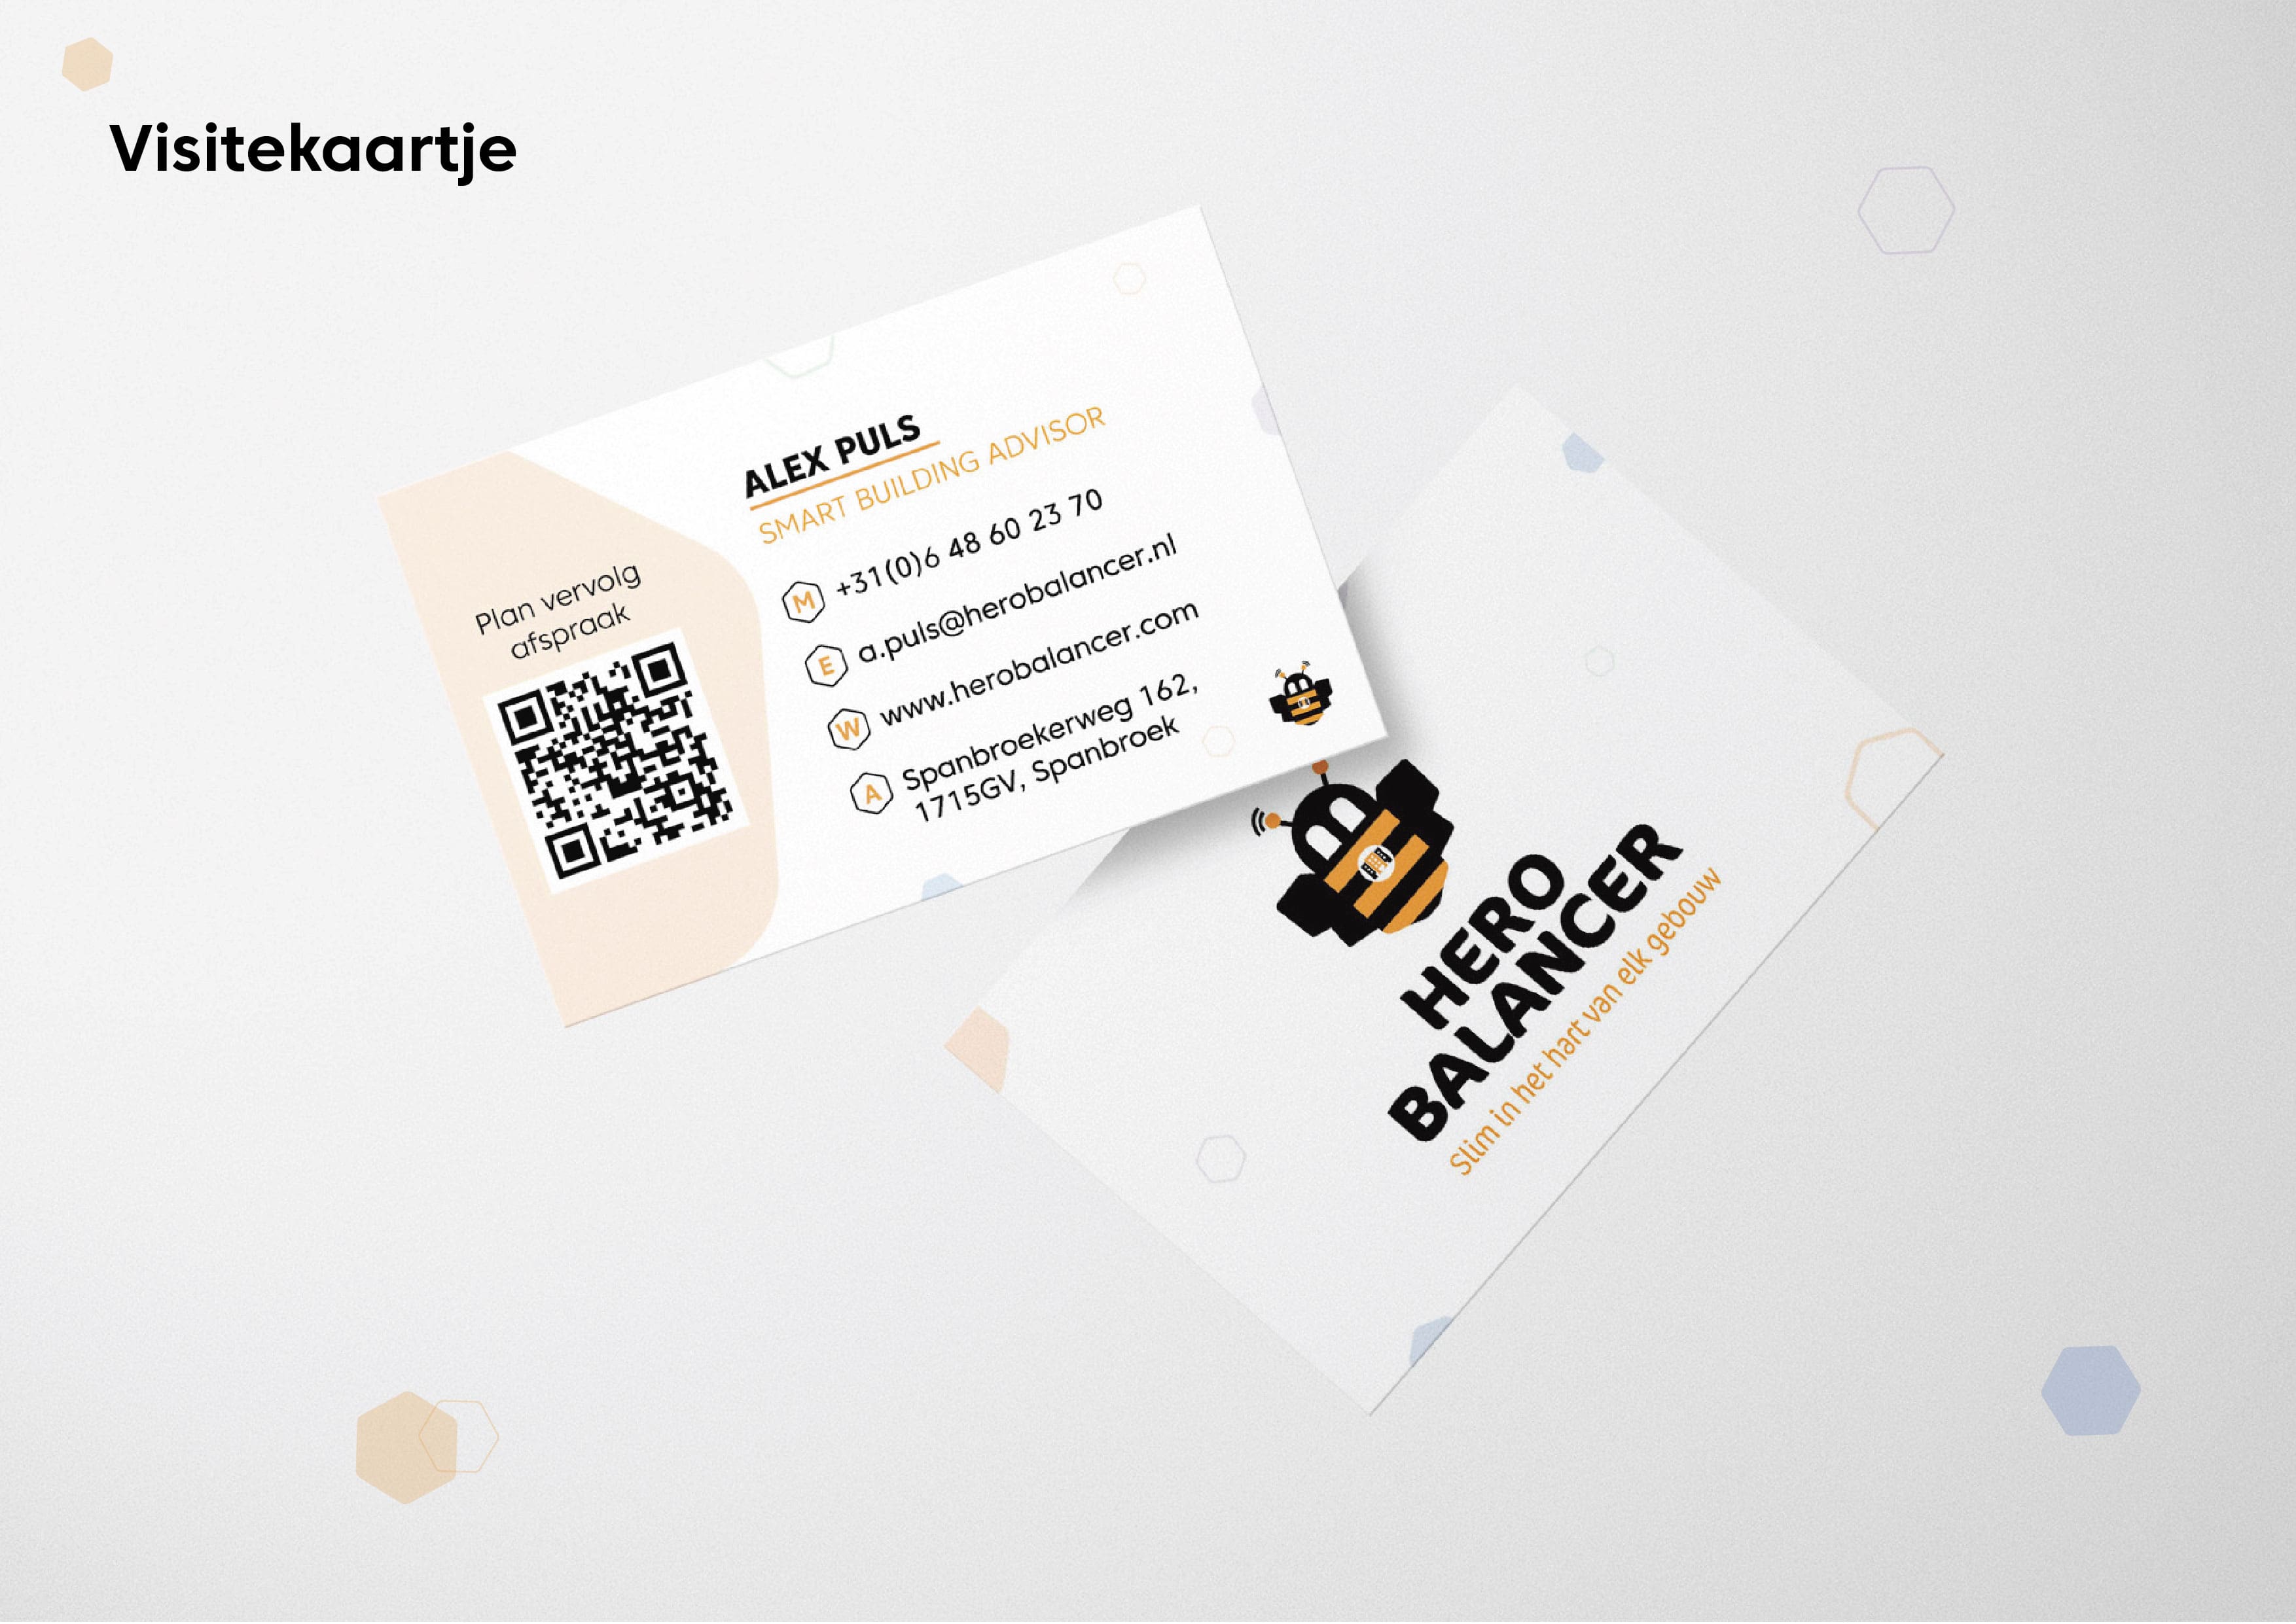 Visitekaartje
ALEX PULS
SMART BUILDING ADVISOR
M +31(0)6 48 60 23 70
E a.puls@herobalancer.nl
W www.herobalancer.com
A Spanbroekerweg 162,
1715GV, Spanbroek
Plan vervolg
afspraak
HERO
BALANCER
Slim in het hart van elk gebouw